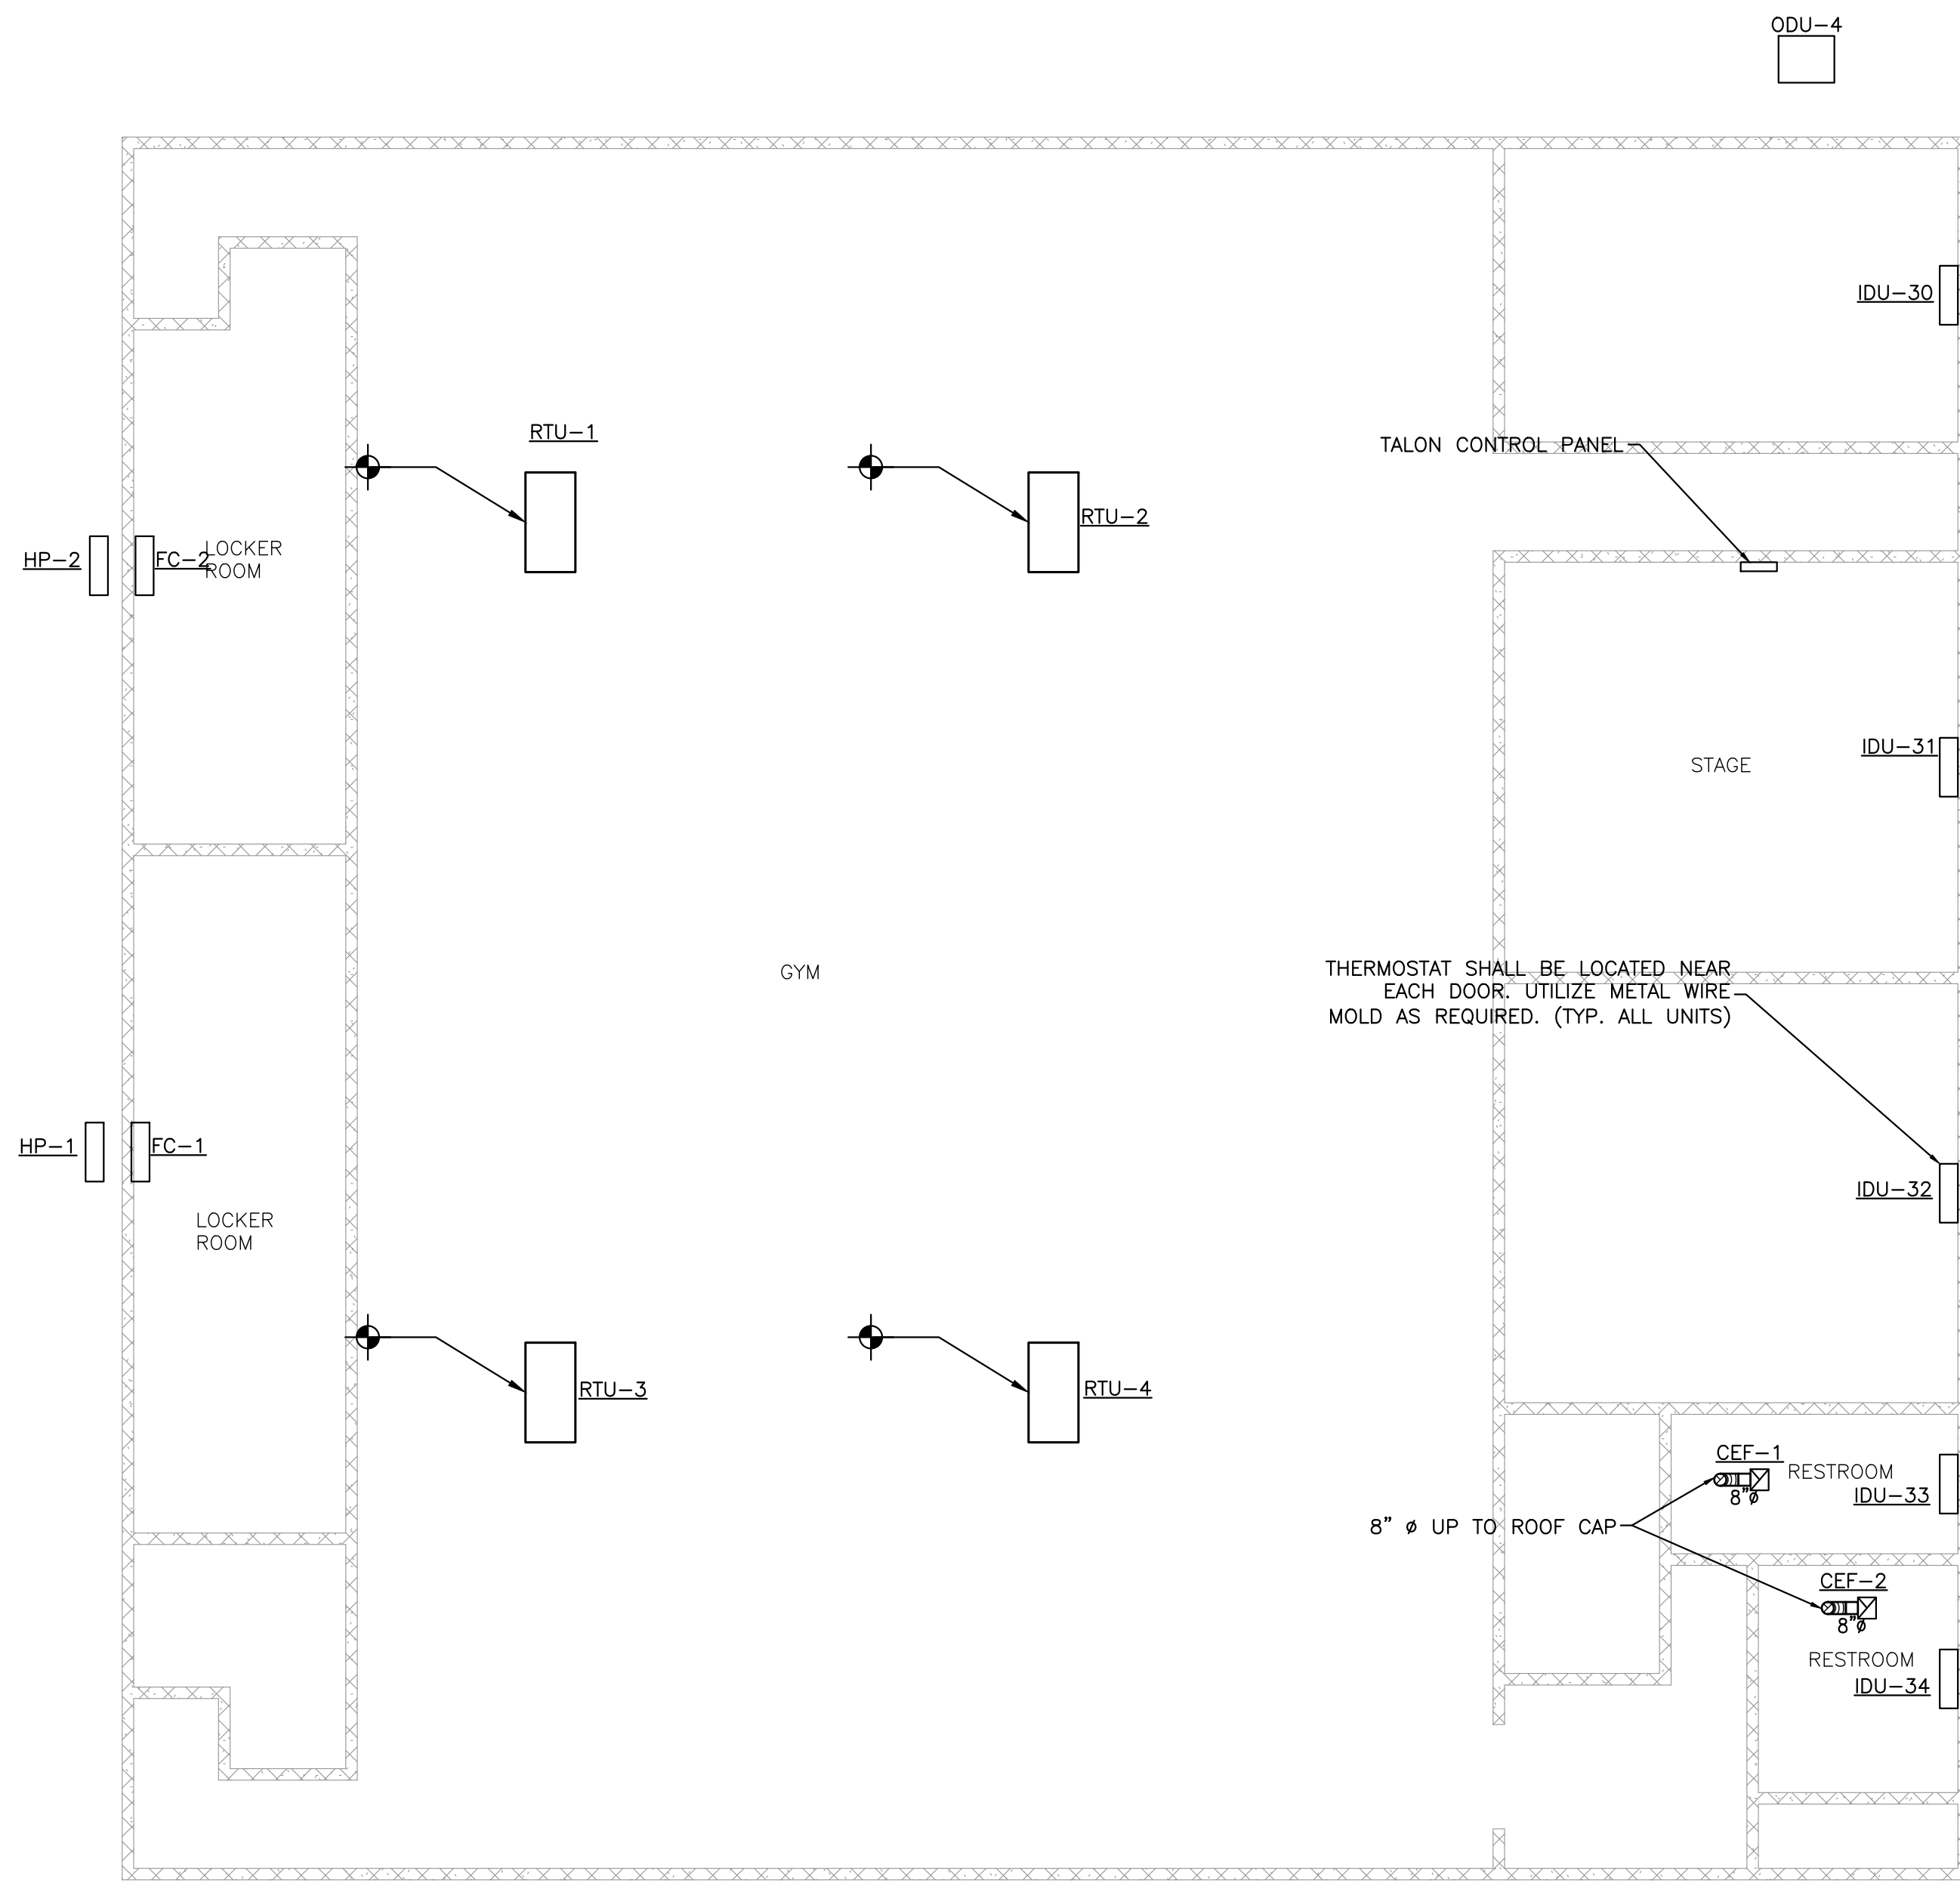 ODU-4
IDU-30
RTU-1
TALON CONTROL PANEL
RTU-2
HP-2
FC-2
LOCKER
ROOM
IDU-31
STAGE
THERMOSTAT SHALL BE LOCATED NEAR
EACH DOOR. UTILIZE METAL WIRE
MOLD AS REQUIRED. (TYP. ALL UNITS)
GYM
HP-1
FC-1
IDU-32
LOCKER
ROOM
RTU-3
RTU-4
CEF-1
RESTROOM
8"ø
IDU-33
8" ø UP TO ROOF CAP
CEF-2
8"ø
RESTROOM
IDU-34